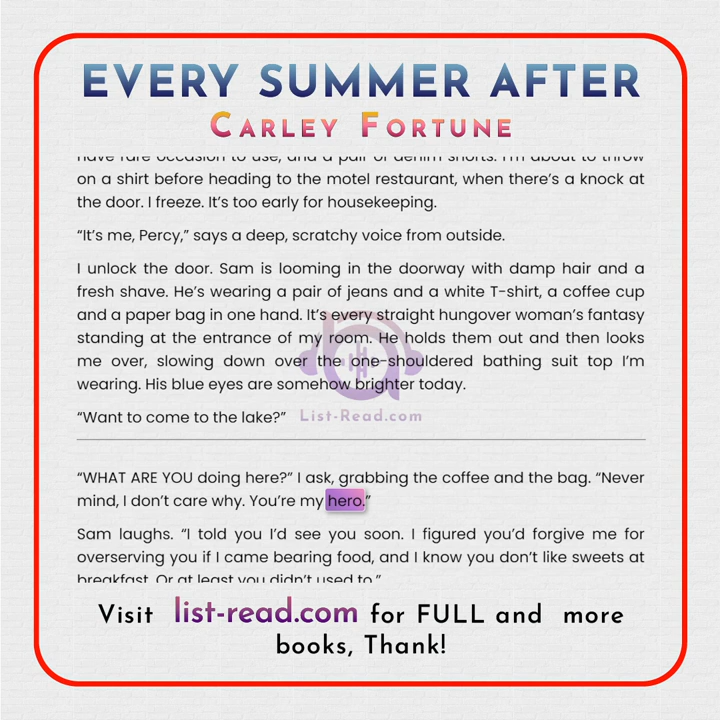 EVERY SUMMER AFTER
CARLEY FORTUNE
have rare occasion to use, and a pair of denim shorts. I’m about to throw
on a shirt before heading to the motel restaurant, when there’s a knock at
the door. I freeze. It’s too early for housekeeping.
“It’s me, Percy,” says a deep, scratchy voice from outside.
I unlock the door. Sam is looming in the doorway with damp hair and a
fresh shave. He’s wearing a pair of jeans and a white T-shirt, a coffee cup
and a paper bag in one hand. It’s every straight hungover woman’s fantasy
standing at the entrance of my room. He holds them out and then looks
me over, slowing down over the one-shouldered bathing suit top I’m
wearing. His blue eyes are somehow brighter today.
“Want to come to the lake?”
List-Read.com
“WHAT ARE YOU doing here?” I ask, grabbing the coffee and the bag. “Never
mind, I don’t care why. You’re my hero.”
Sam laughs. “I told you I’d see you soon. I figured you’d forgive me for
overserving you if I came bearing food, and I know you don’t like sweets at
breakfast. Or at least you didn’t used to.”
Visit list-read.com for FULL and more
books, Thank!